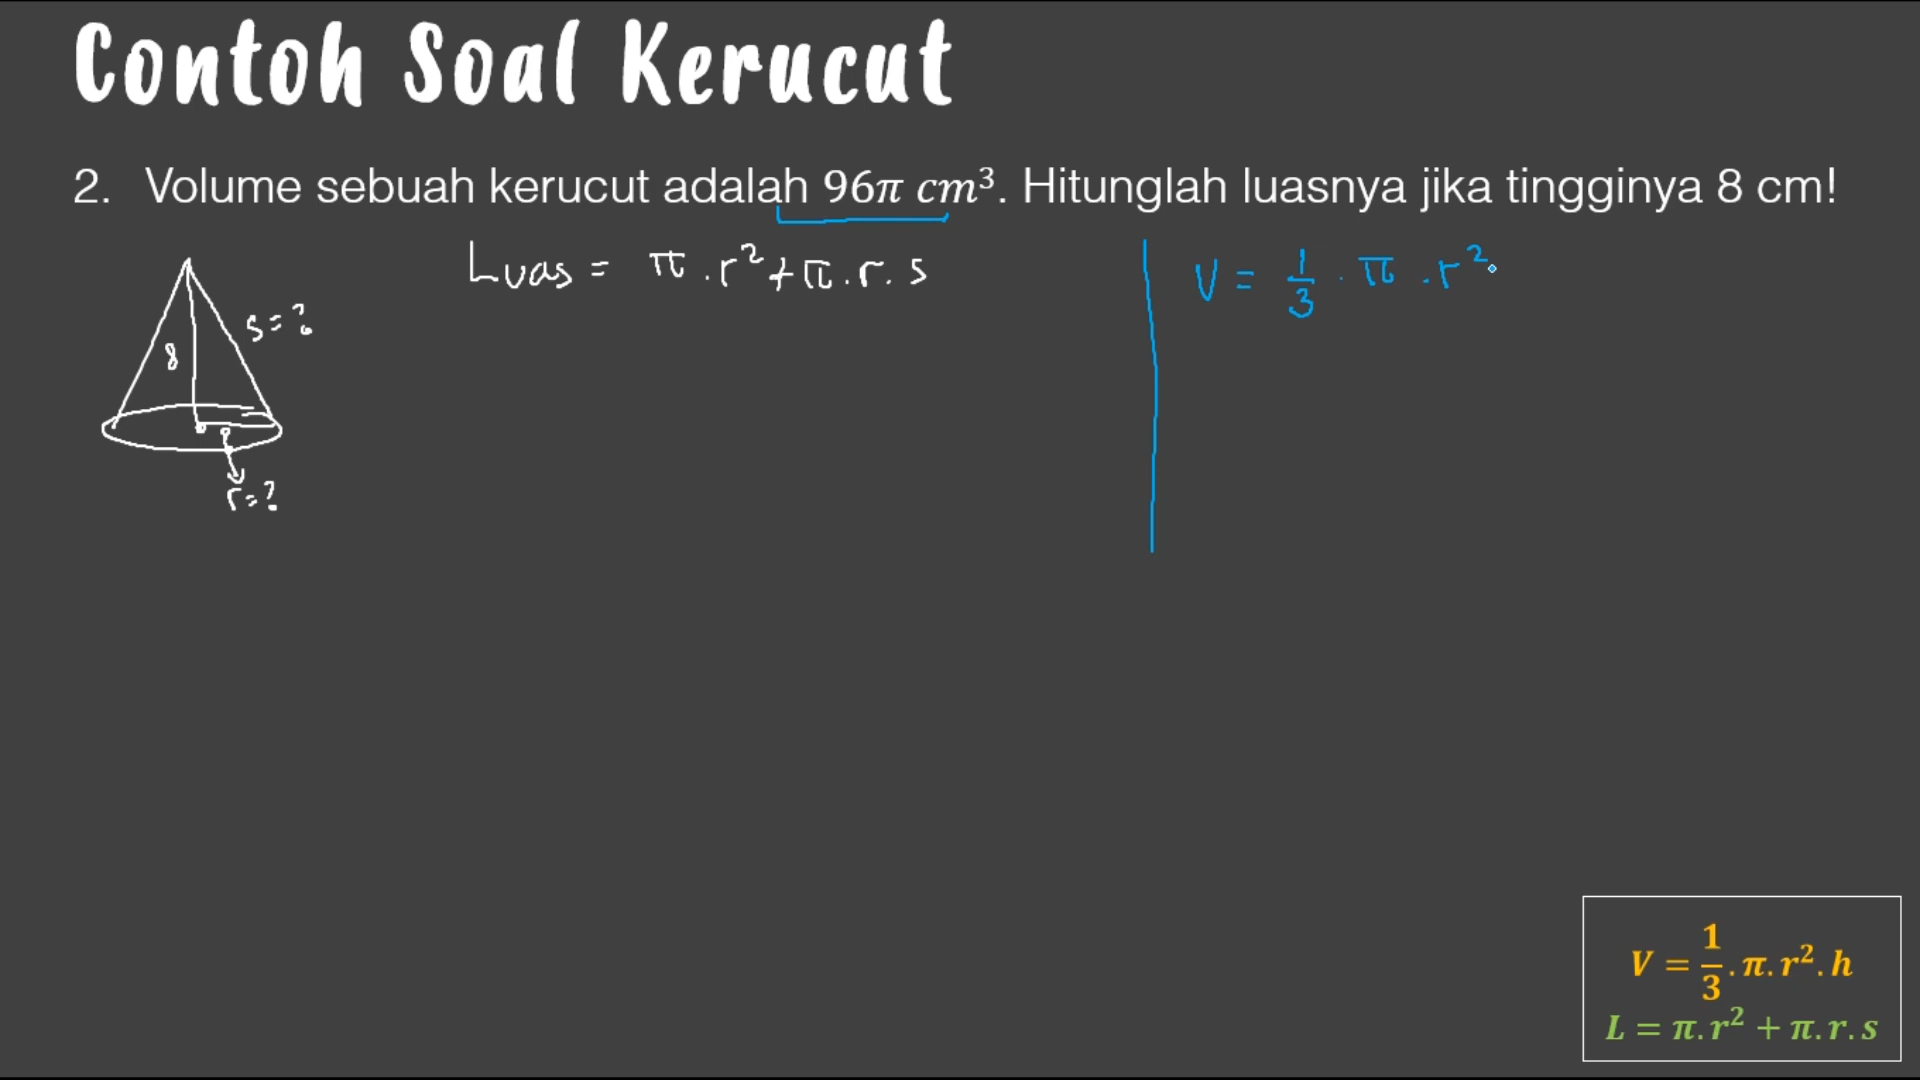 Contoh Soal Kerucut
2. Volume sebuah kerucut adalah 96π cm³. Hitunglah luasnya jika tingginya 8 cm!
Luas = π . r² + π . r . s
V = 1/3 . π . r²
s = ?
8
r = ?
V = 1/3 . π . r² . h
L = π . r² + π . r . s